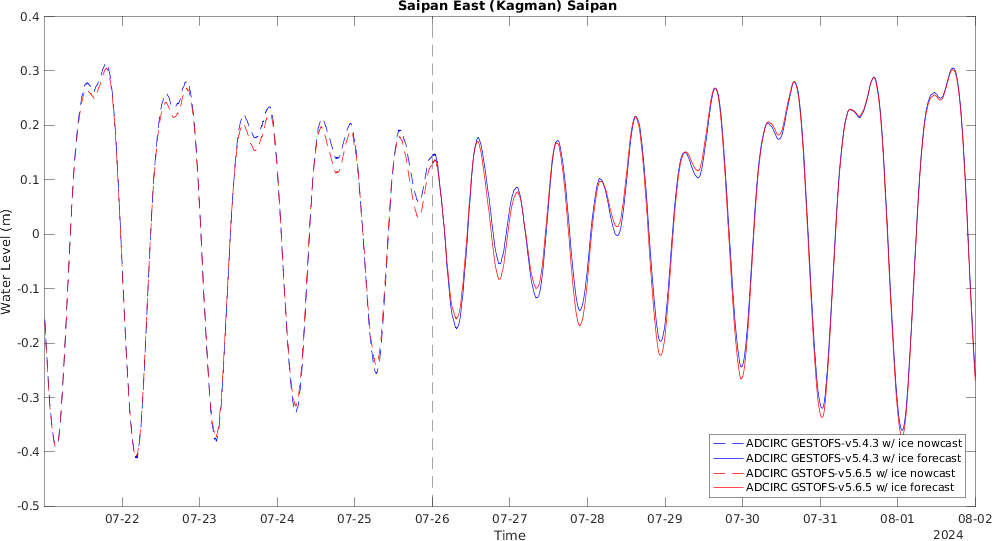 Saipan East (Kagman) Saipan
0.4
0.3
0.2
0.1
0
-0.1
-0.2
-0.3
-0.4
-0.5
Water Level (m)
ADCIRC GESTOFS-v5.4.3 w/ ice nowcast
ADCIRC GESTOFS-v5.4.3 w/ ice forecast
ADCIRC GSTOFS-v5.6.5 w/ ice nowcast
ADCIRC GSTOFS-v5.6.5 w/ ice forecast
07-22 07-23 07-24 07-25 07-26 07-27 07-28 07-29 07-30 07-31 08-01 08-02
Time 2024